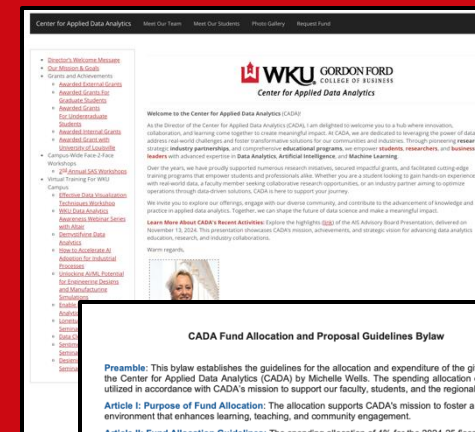 Center for Applied Data Analytics Meet Our Team Meet Our Students Photo Gallery Request Fund
Director's Welcome Message
Our Mission & Goals
Grants and Achievements
Awarded External Grants
Awarded Grants For
Graduate Students
Awarded Grants
For Undergraduate
Students
Awarded Internal Grants
Awarded Grant with
University of Louisville
Campus-Wide Face-2-Face
Workshops
2nd Annual SAS Workshops
Virtual Training For WKU
Campus
Effective Data Visualization
Techniques Workshop
WKU Data Analytics
Awareness Webinar Series
with Altair
Demystifying Data
Analytics
How to Accelerate AI
Adoption for Industrial
Processes
Unlocking AI/ML Potential
for Engineering Designs
and Manufacturing
Simulations
Enable
Analytic
Seminar
Data
Seminar
Design
Seminar
WKU GORDON FORD
COLLEGE OF BUSINESS
Center for Applied Data Analytics
Welcome to the Center for Applied Data Analytics (CADA)!
As the Director of the Center for Applied Data Analytics (CADA), I am delighted to welcome you to a hub where innovation,
collaboration, and learning come together to create meaningful impact. At CADA, we are dedicated to leveraging the power of data
address real-world challenges and foster transformative solutions for our communities and industries. Through pioneering resear
strategic industry partnerships, and comprehensive educational programs, we empower students, researchers, and business
leaders with advanced expertise in Data Analytics, Artificial Intelligence, and Machine Learning.
Over the years, we have proudly supported numerous research initiatives, secured impactful grants, and facilitated cutting-edge
training programs that empower students and professionals alike. Whether you are a student looking to gain hands-on experience
with real-world data, a faculty member seeking collaborative research opportunities, or an industry partner aiming to optimize
operations through data-driven solutions, CADA is here to support your journey.
We invite you to explore our offerings, engage with our diverse community, and contribute to the advancement of knowledge and
practice in applied data analytics. Together, we can shape the future of data science and make a meaningful impact.
Learn More About CADA's Recent Activities: Explore the highlights (link) of the AIS Advisory Board Presentation, delivered on
November 13, 2024. This presentation showcases CADA's mission, achievements, and strategic vision for advancing data analytics
education, research, and industry collaborations.
Warm regards,
CADA Fund Allocation and Proposal Guidelines Bylaw
Preamble: This bylaw establishes the guidelines for the allocation and expenditure of the gi
the Center for Applied Data Analytics (CADA) by Michelle Wells. The spending allocation
utilized in accordance with CADA's mission to support our faculty, students, and the regional
Article I: Purpose of Fund Allocation: The allocation supports CADA's mission to foster a
environment that enhances learning, teaching, and community engagement.